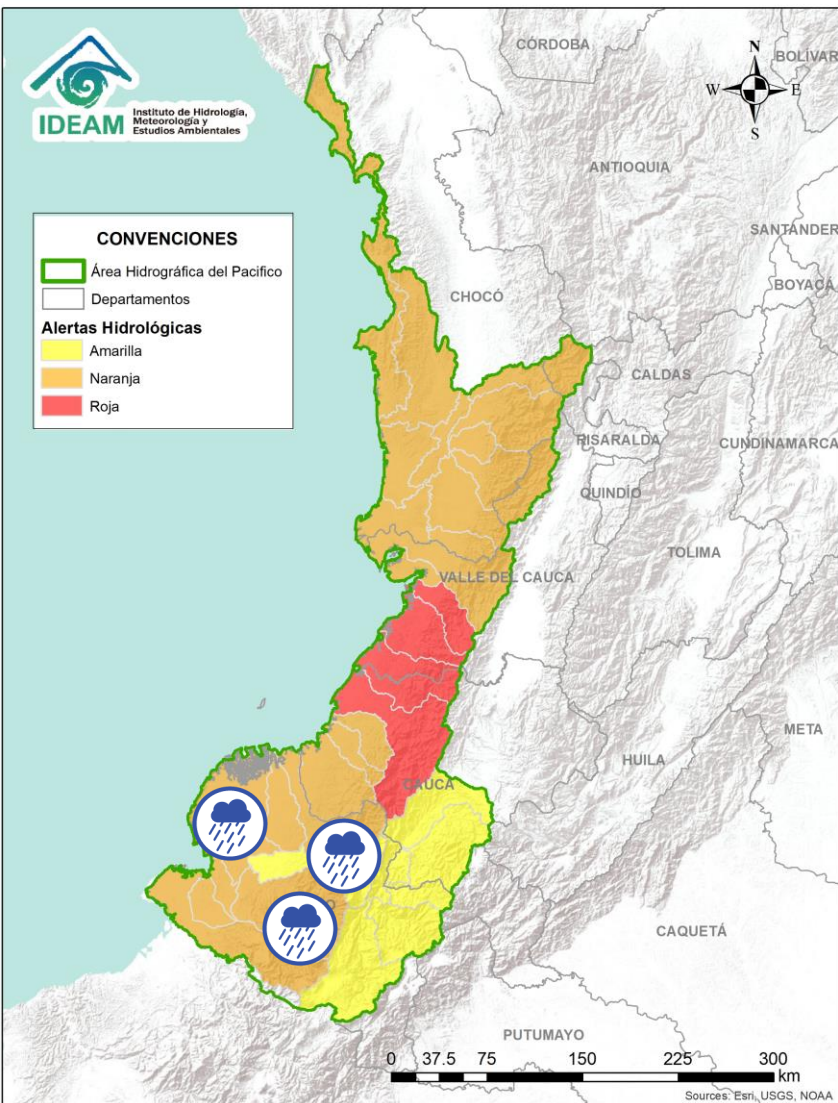 IDEAM
Instituto de Hidrología,
Meteorología y
Estudios Ambientales
N
W
E
S
CÓRDOBA
BOLÍVAR
ANTIOQUIA
SANTANDER
BOYACÁ
CHOCÓ
CALDAS
RISARALDA
CUNDINAMARCA
QUINDÍO
TOLIMA
VALLE DEL CAUCA
META
HUILA
CAUCA
CAQUETÁ
PUTUMAYO
CONVENCIONES
Área Hidrográfica del Pacifico
Departamentos
Alertas Hidrológicas
Amarilla
Naranja
Roja
0 37.5 75 150 225 300
km
Sources: Esri, USGS, NOAA